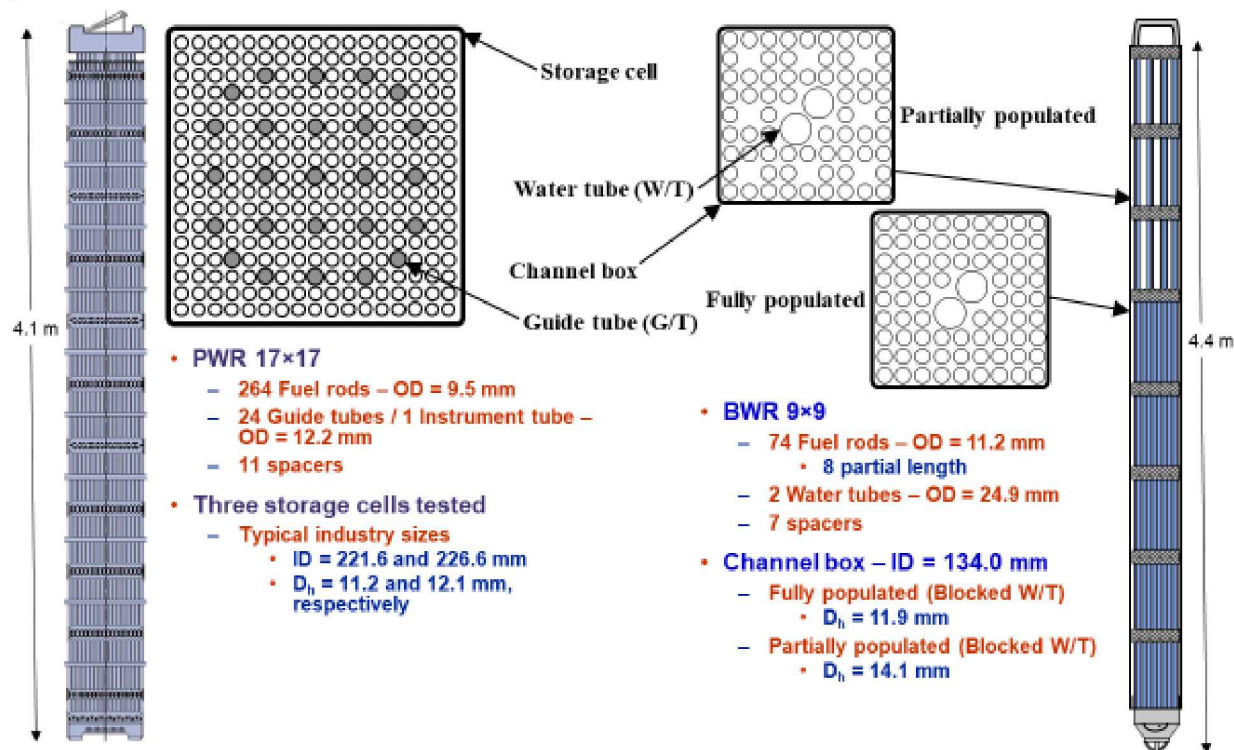 Storage cell
Guide tube (G/T)
4.1 m
• PWR 17×17
– 264 Fuel rods – OD = 9.5 mm
– 24 Guide tubes / 1 Instrument tube –
OD = 12.2 mm
– 11 spacers
• Three storage cells tested
– Typical industry sizes
• ID = 221.6 and 226.6 mm
• Dₕ = 11.2 and 12.1 mm,
respectively
Partially populated
Water tube (W/T)
Channel box
Fully populated
4.4 m
• BWR 9×9
– 74 Fuel rods – OD = 11.2 mm
• 8 partial length
– 2 Water tubes – OD = 24.9 mm
– 7 spacers
• Channel box – ID = 134.0 mm
– Fully populated (Blocked W/T)
• Dₕ = 11.9 mm
– Partially populated (Blocked W/T)
• Dₕ = 14.1 mm